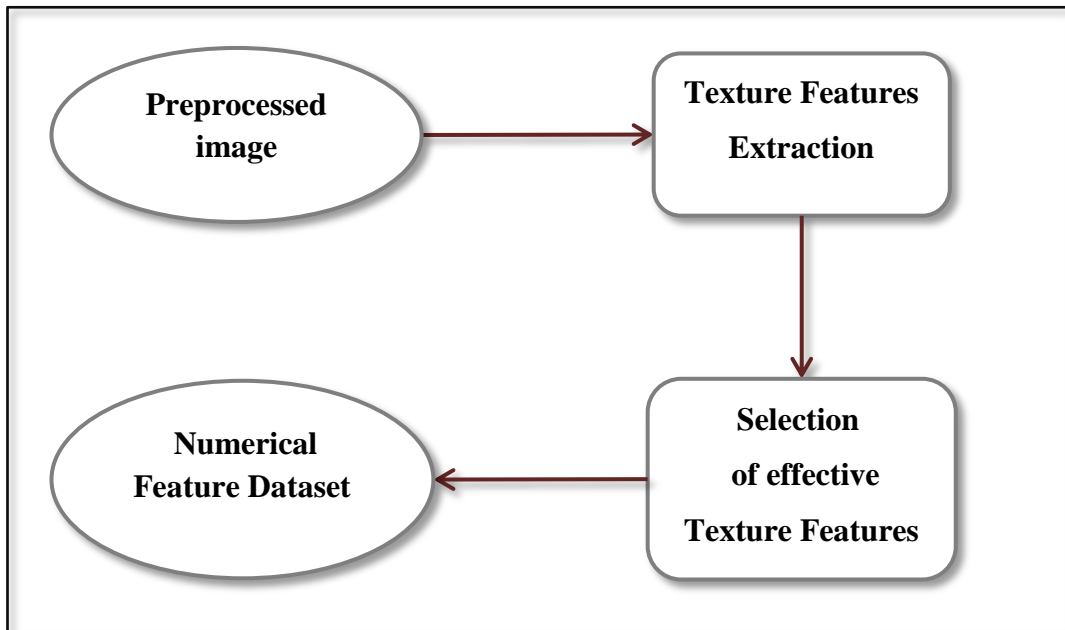 Preprocessed
image
Texture Features
Extraction
Selection
of effective
Texture Features
Numerical
Feature Dataset